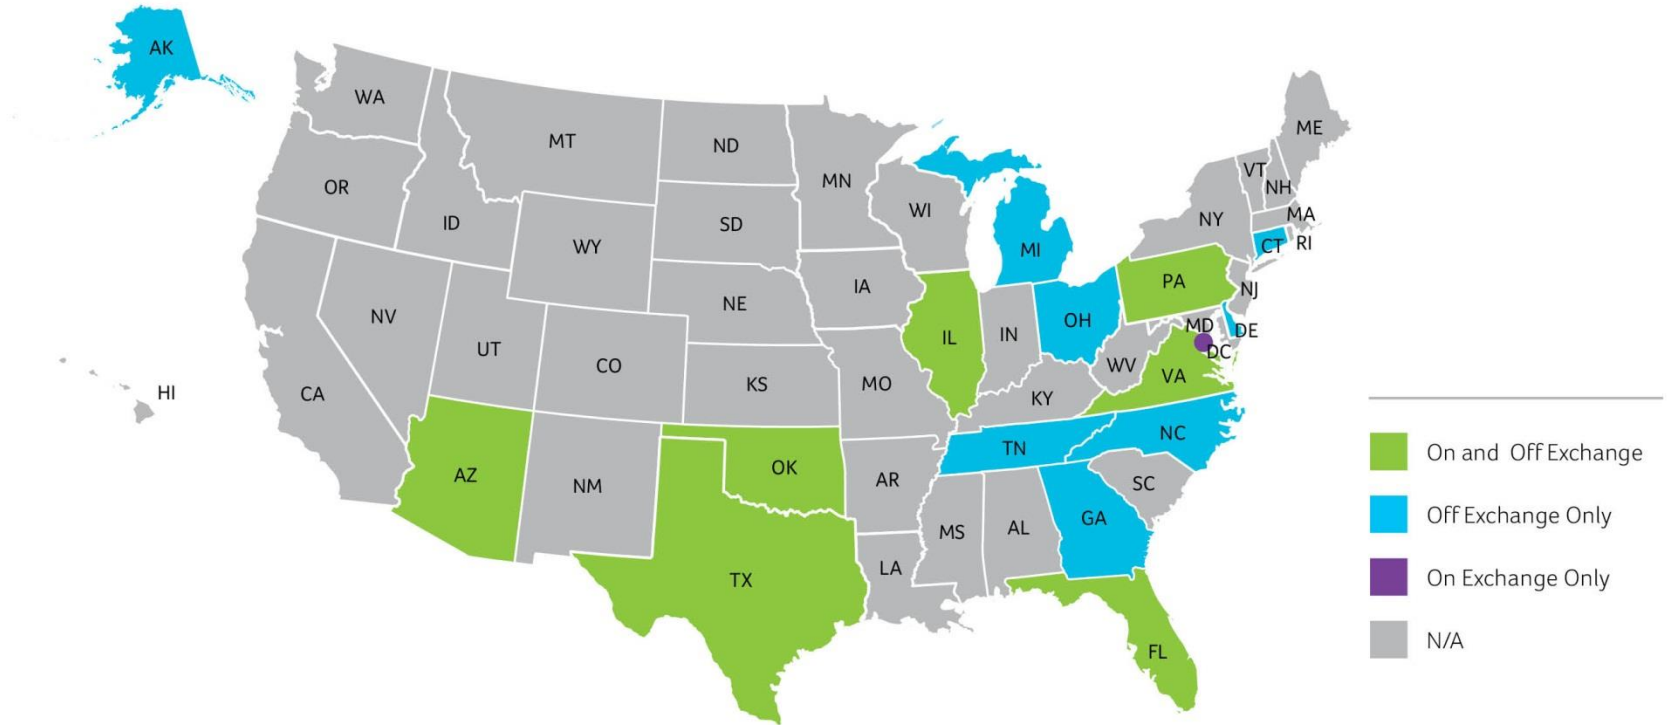 AK
WA
MT
ND
MN
OR
ID
WY
SD
WI
MI
NY
VT
NH
ME
MA
CT
RI
NV
UT
CO
NE
IA
IL
IN
OH
PA
NJ
MD
DE
DC
HI
CA
KS
MO
KY
WV
VA
AZ
NM
OK
AR
TN
NC
SC
TX
LA
MS
AL
GA
FL
On and Off Exchange
Off Exchange Only
On Exchange Only
N/A